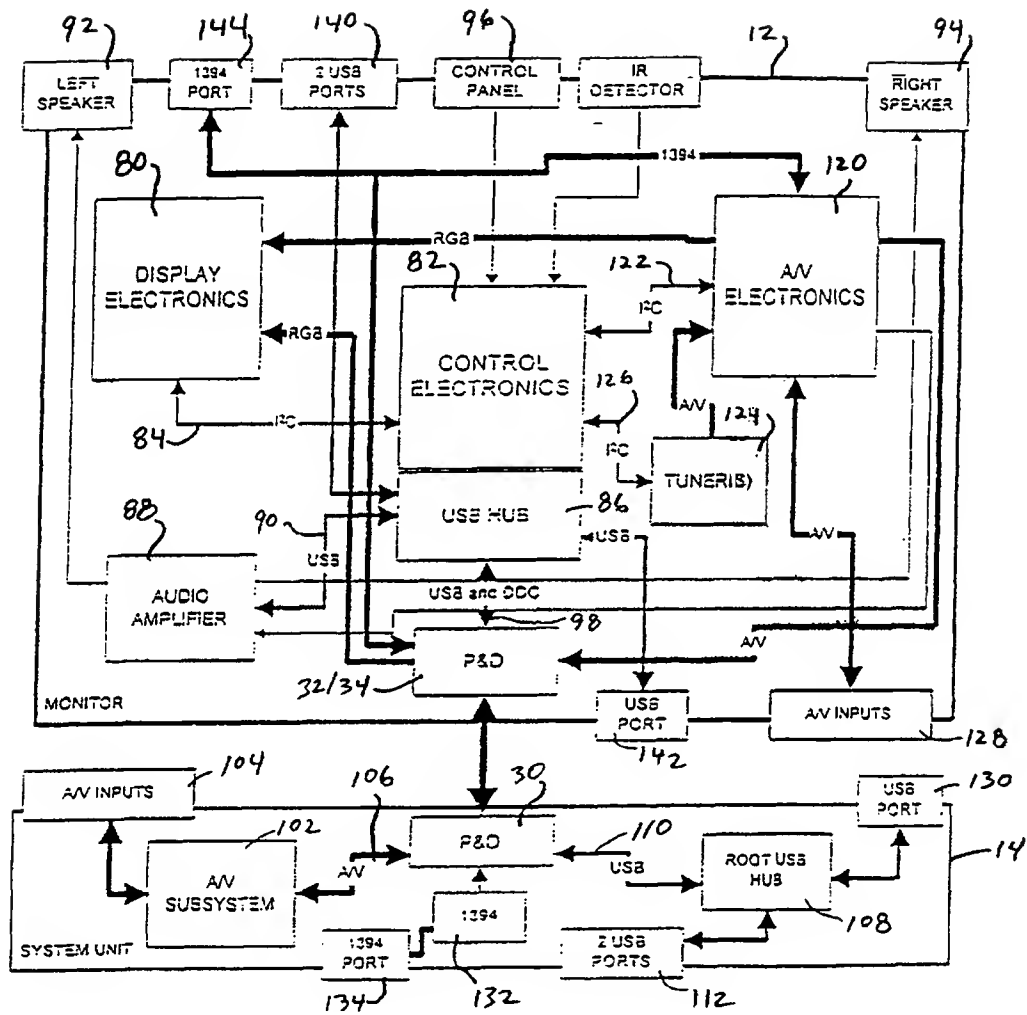 92
144
140
96
12
94
LEFT
SPEAKER
1394
PORT
2 USB
PORTS
CONTROL
PANEL
IR
DETECTOR
RIGHT
SPEAKER
1394
80
120
RGB
82
122
DISPLAY
ELECTRONICS
A/V
ELECTRONICS
I²C
RGB
CONTROL
ELECTRONICS
126
A/V
124
84
I²C
I²C
TUNER(B)
88
90
USB HUB
86
USB
USB
A/V
AUDIO
AMPLIFIER
USB and DDC
98
A/V
P&D
32/34
MONITOR
USB
PORT
142
A/V INPUTS
128
104
106
30
130
A/V INPUTS
USB
PORT
102
P&D
110
14
A/V
SUBSYSTEM
A/V
USB
ROOT USB
HUB
108
1394
SYSTEM UNIT
1394
PORT
2 USB
PORTS
134
132
112